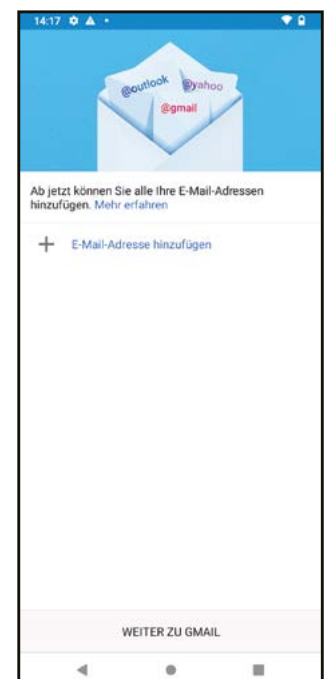 14:17
@outlook @yahoo
@gmail
Ab jetzt können Sie alle Ihre E-Mail-Adressen
hinzufügen. Mehr erfahren
+ E-Mail-Adresse hinzufügen
WEITER ZU GMAIL